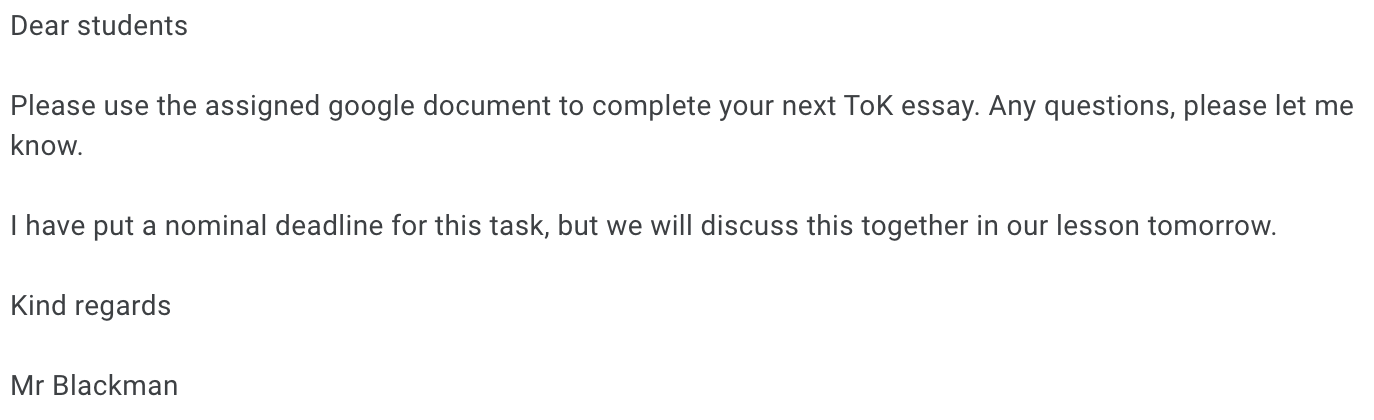 Dear students
Please use the assigned google document to complete your next ToK essay. Any questions, please let me
know.
I have put a nominal deadline for this task, but we will discuss this together in our lesson tomorrow.
Kind regards
Mr Blackman